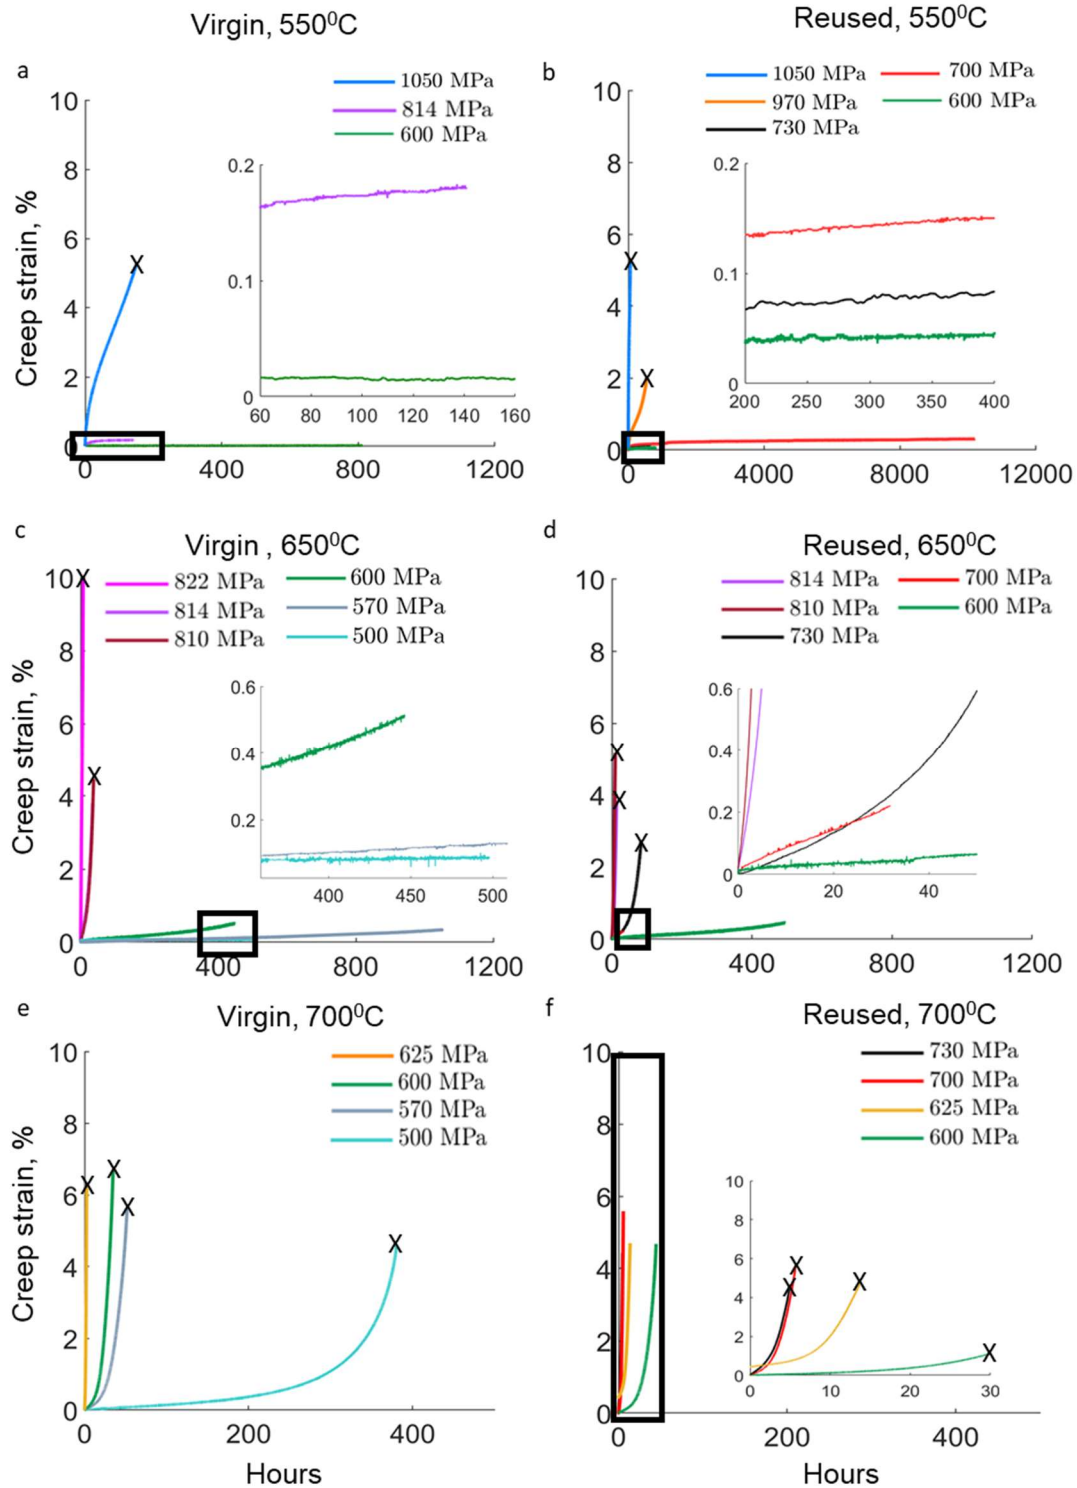 Virgin, 550⁰C
Reused, 550⁰C
a
1050 MPa
814 MPa
600 MPa
Creep strain, %
10
8
6
4
2
0
0
400
800
1200
0.2
0.1
0
60
80
100
120
140
160
X
b
1050 MPa
970 MPa
730 MPa
700 MPa
600 MPa
10
8
6
4
2
0
0
4000
8000
12000
0.2
0.1
0
200
250
300
350
400
X
X
c
Virgin , 650⁰C
822 MPa
814 MPa
810 MPa
600 MPa
570 MPa
500 MPa
Creep strain, %
10
8
6
4
2
0
0
400
800
1200
0.6
0.4
0.2
400
450
500
X
X
d
Reused, 650⁰C
814 MPa
810 MPa
730 MPa
700 MPa
600 MPa
10
8
6
4
2
0
0
400
800
1200
0.6
0.4
0.2
0
0
20
40
X
X
X
e
Virgin, 700⁰C
625 MPa
600 MPa
570 MPa
500 MPa
Creep strain, %
10
8
6
4
2
0
0
200
400
Hours
X
X
X
X
f
Reused, 700⁰C
730 MPa
700 MPa
625 MPa
600 MPa
10
8
6
4
2
0
0
200
400
Hours
10
8
6
4
2
0
0
10
20
30
X
X
X
X